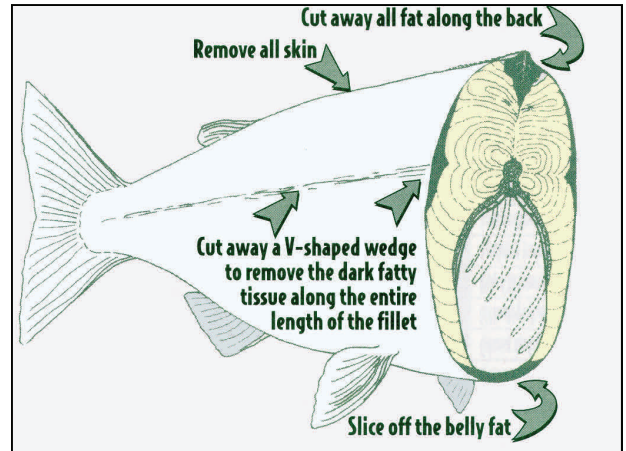 Cut away all fat along the back
Remove all skin
Cut away a V-shaped wedge
to remove the dark fatty
tissue along the entire
length of the fillet
Slice off the belly fat